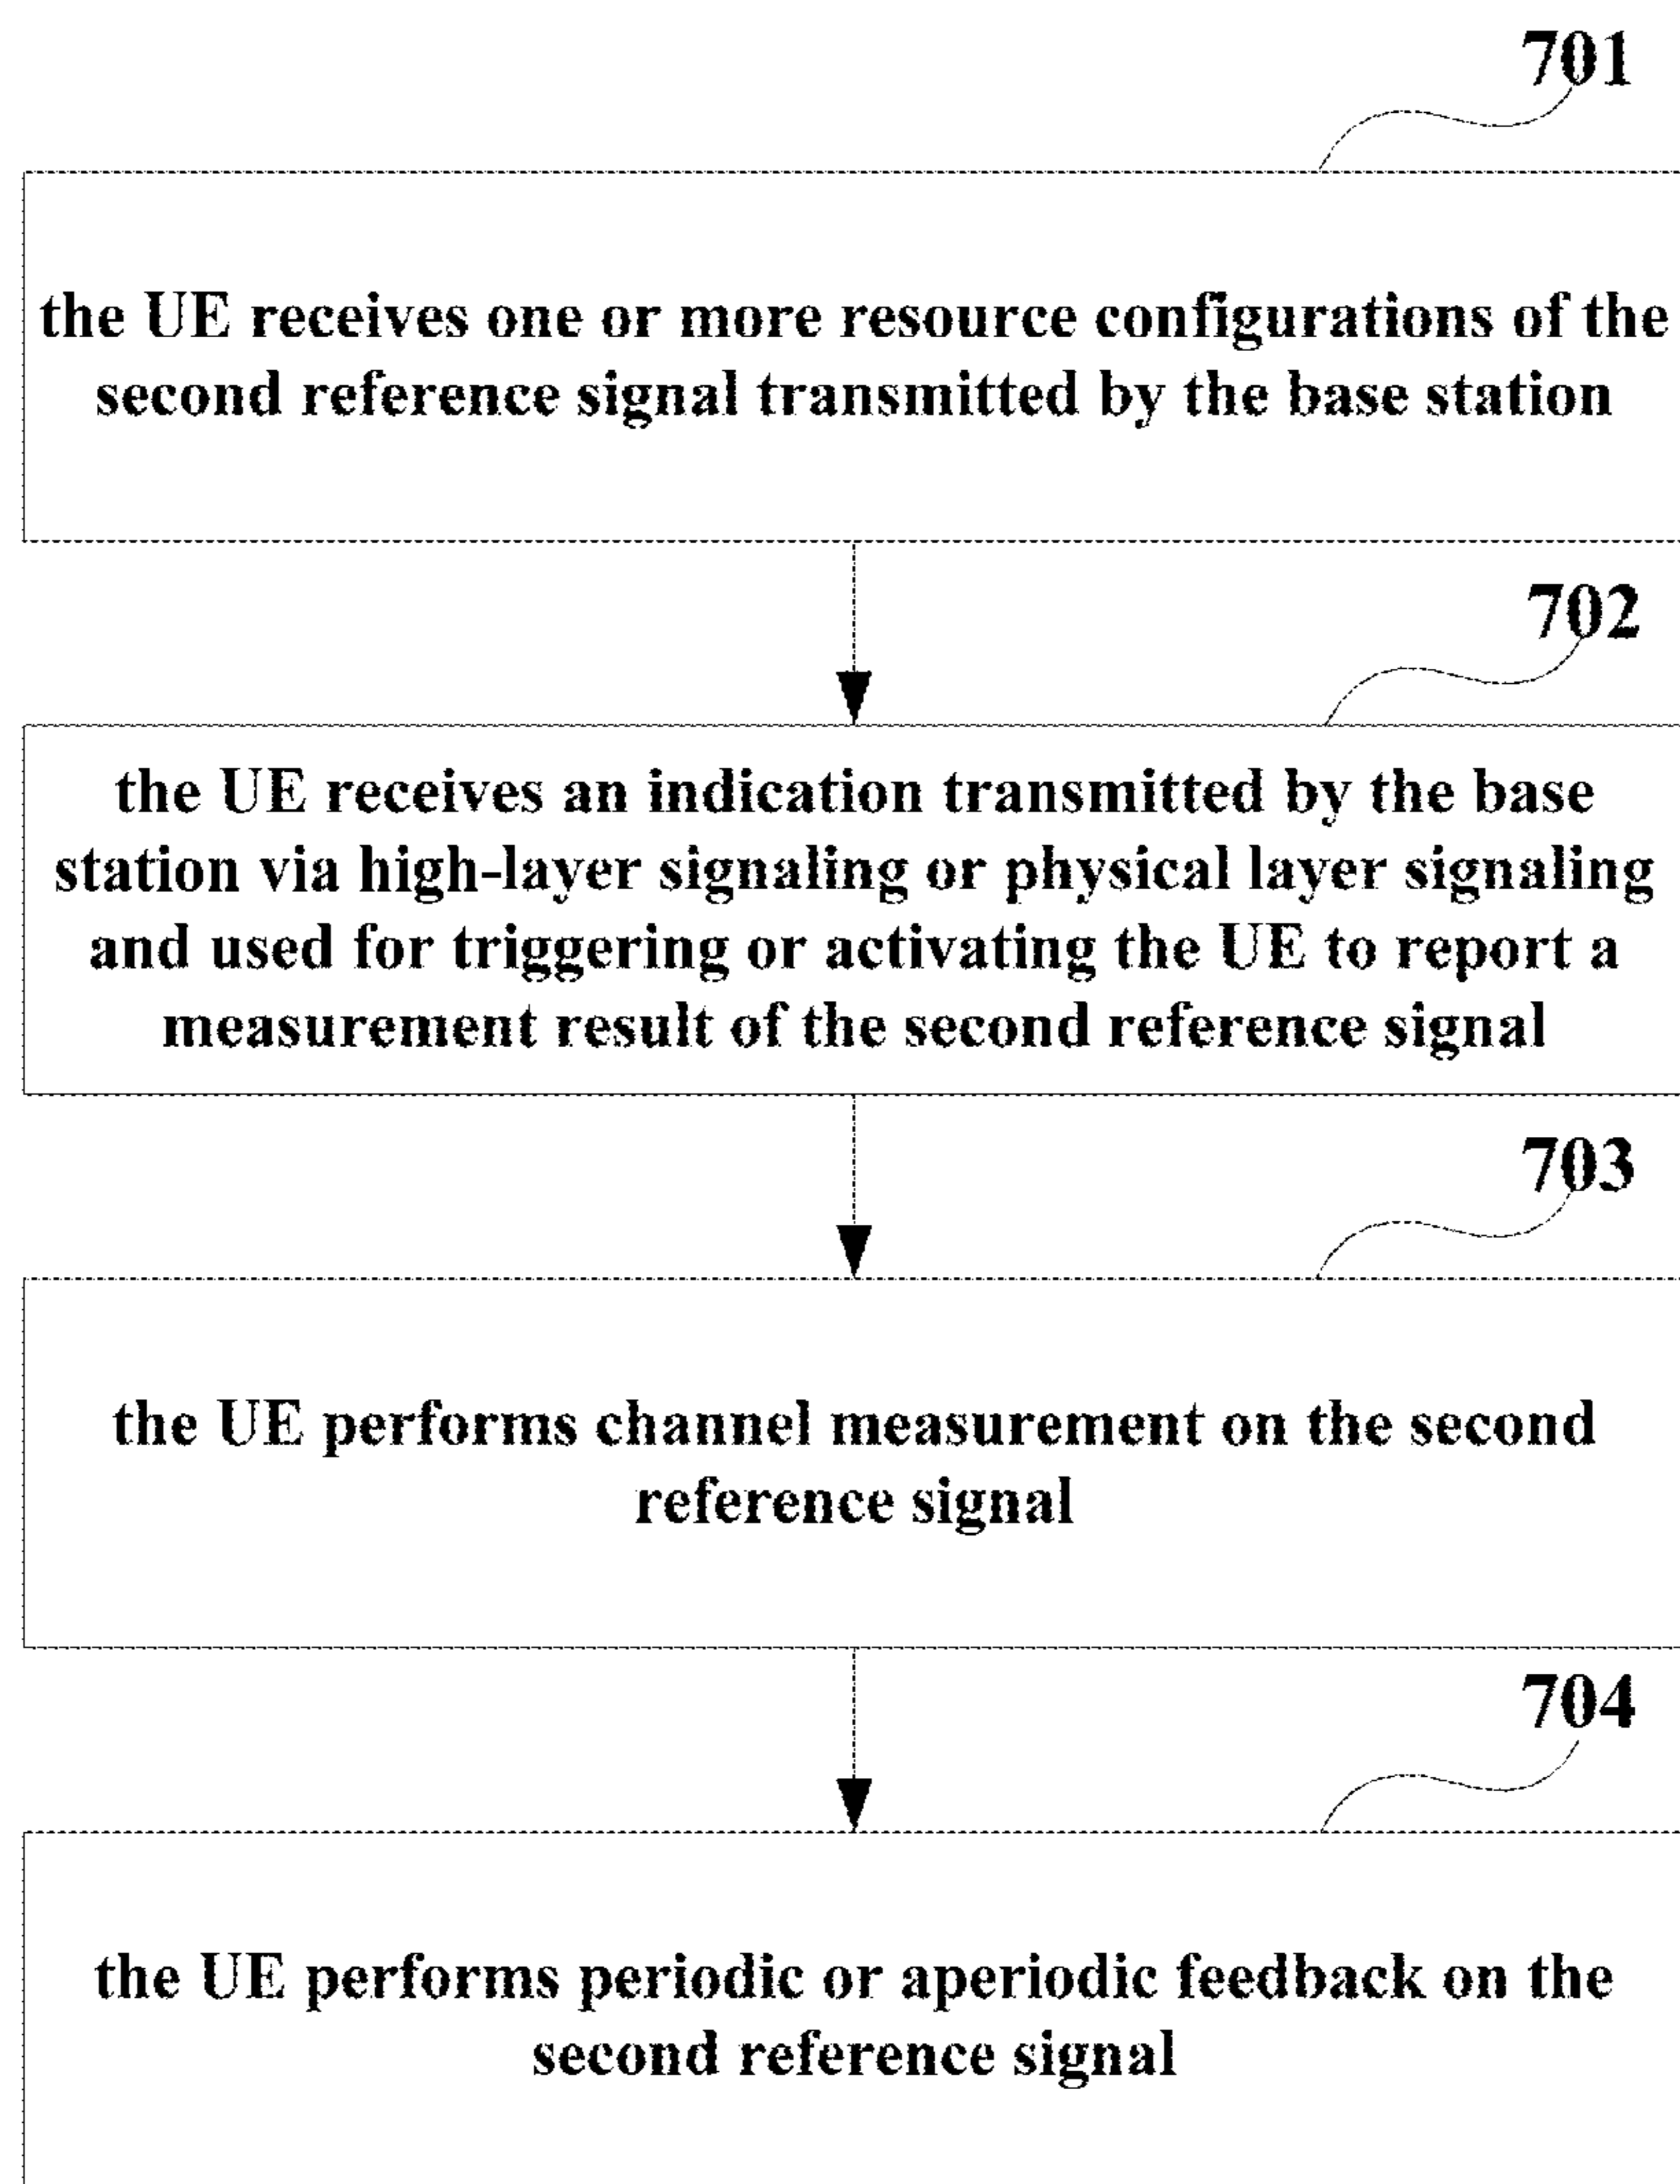 701
the UE receives one or more resource configurations of the
second reference signal transmitted by the base station
702
the UE receives an indication transmitted by the base
station via high-layer signaling or physical layer signaling
and used for triggering or activating the UE to report a
measurement result of the second reference signal
703
the UE performs channel measurement on the second
reference signal
704
the UE performs periodic or aperiodic feedback on the
second reference signal